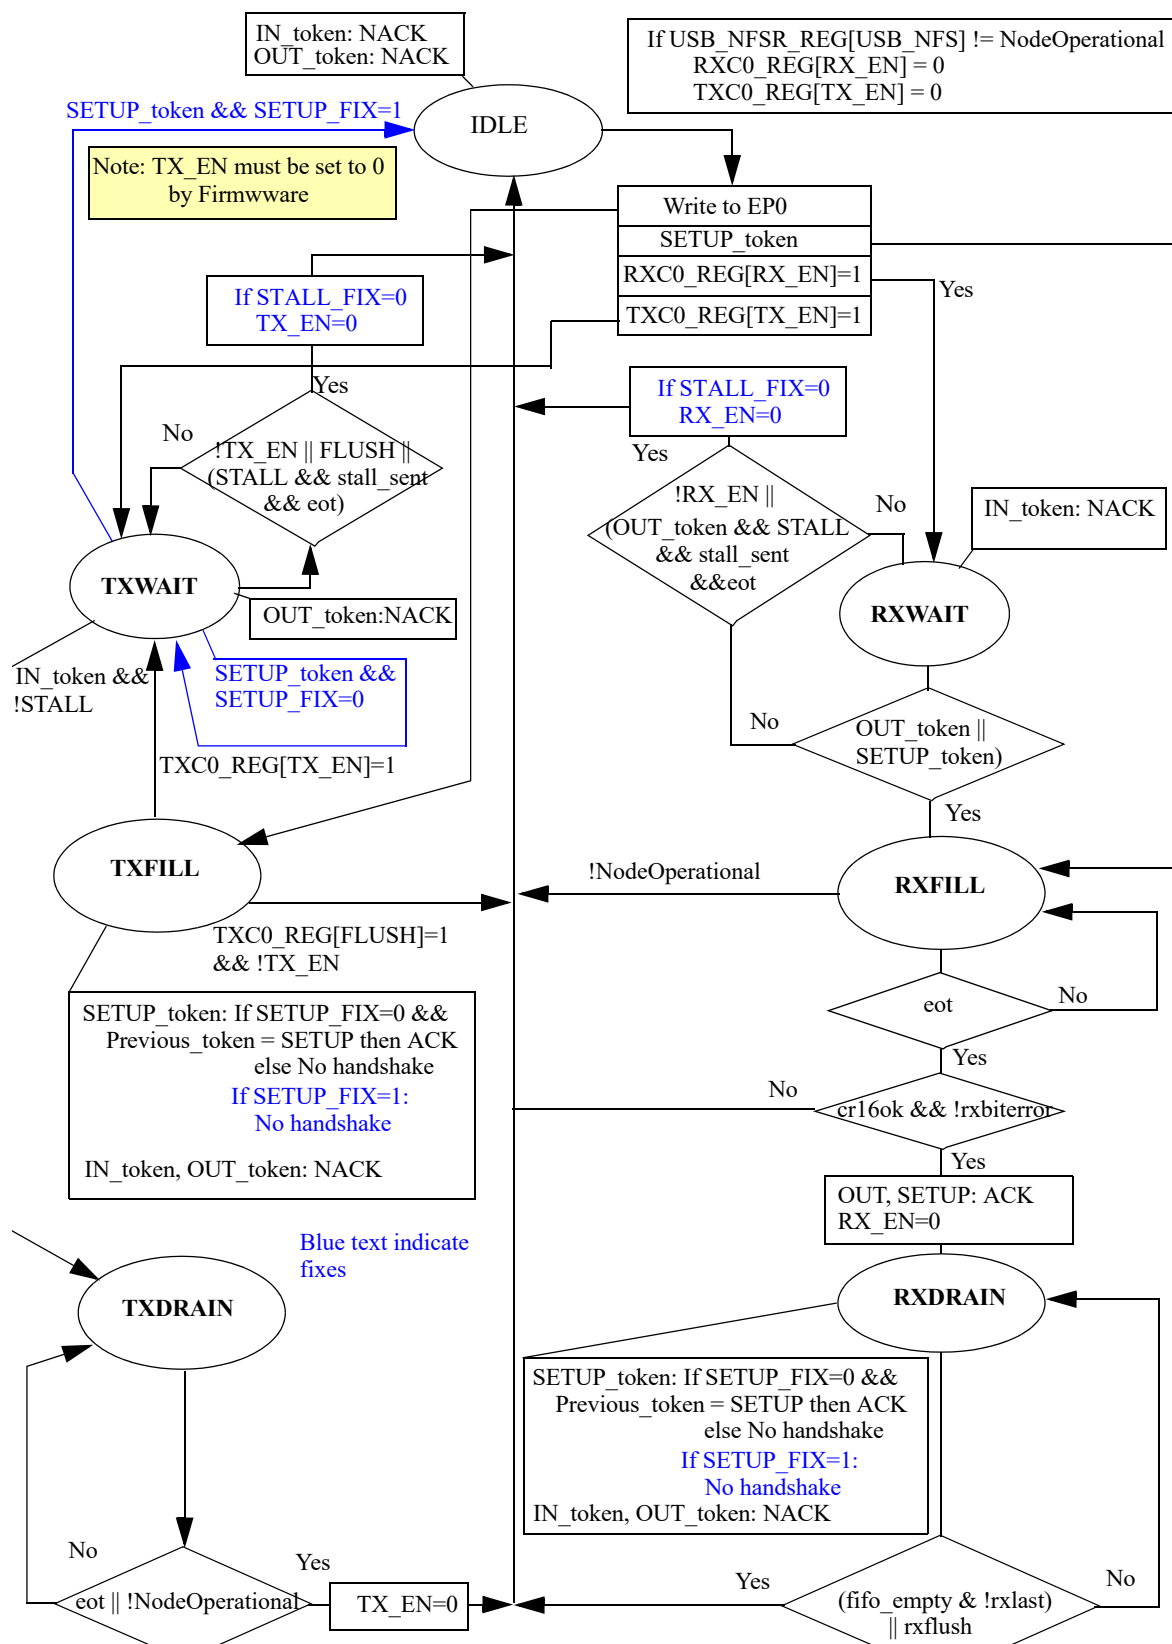 IN_token: NACK
OUT_token: NACK
If USB_NFSR_REG[USB_NFS] != NodeOperational
RXC0_REG[RX_EN] = 0
TXC0_REG[TX_EN] = 0
SETUP_token && SETUP_FIX=1
IDLE
Note: TX_EN must be set to 0
by Firmwware
Write to EP0
SETUP_token
RXC0_REG[RX_EN]=1
TXC0_REG[TX_EN]=1
Yes
If STALL_FIX=0
TX_EN=0
Yes
No
!TX_EN || FLUSH ||
(STALL && stall_sent
&& eot)
If STALL_FIX=0
RX_EN=0
Yes
No
!RX_EN ||
(OUT_token && STALL
&& stall_sent
&&eot
IN_token: NACK
TXWAIT
OUT_token:NACK
RXWAIT
IN_token &&
!STALL
SETUP_token &&
SETUP_FIX=0
TXC0_REG[TX_EN]=1
No
OUT_token ||
SETUP_token)
Yes
TXFILL
!NodeOperational
RXFILL
TXC0_REG[FLUSH]=1
&& !TX_EN
eot
No
Yes
SETUP_token: If SETUP_FIX=0 &&
Previous_token = SETUP then ACK
else No handshake
If SETUP_FIX=1:
No handshake
IN_token, OUT_token: NACK
No
cr16ok && !rxbiterror
Yes
OUT, SETUP: ACK
RX_EN=0
Blue text indicate
fixes
TXDRAIN
RXDRAIN
SETUP_token: If SETUP_FIX=0 &&
Previous_token = SETUP then ACK
else No handshake
If SETUP_FIX=1:
No handshake
IN_token, OUT_token: NACK
No
eot || !NodeOperational
Yes
TX_EN=0
Yes
(fifo_empty & !rxlast)
|| rxflush
No